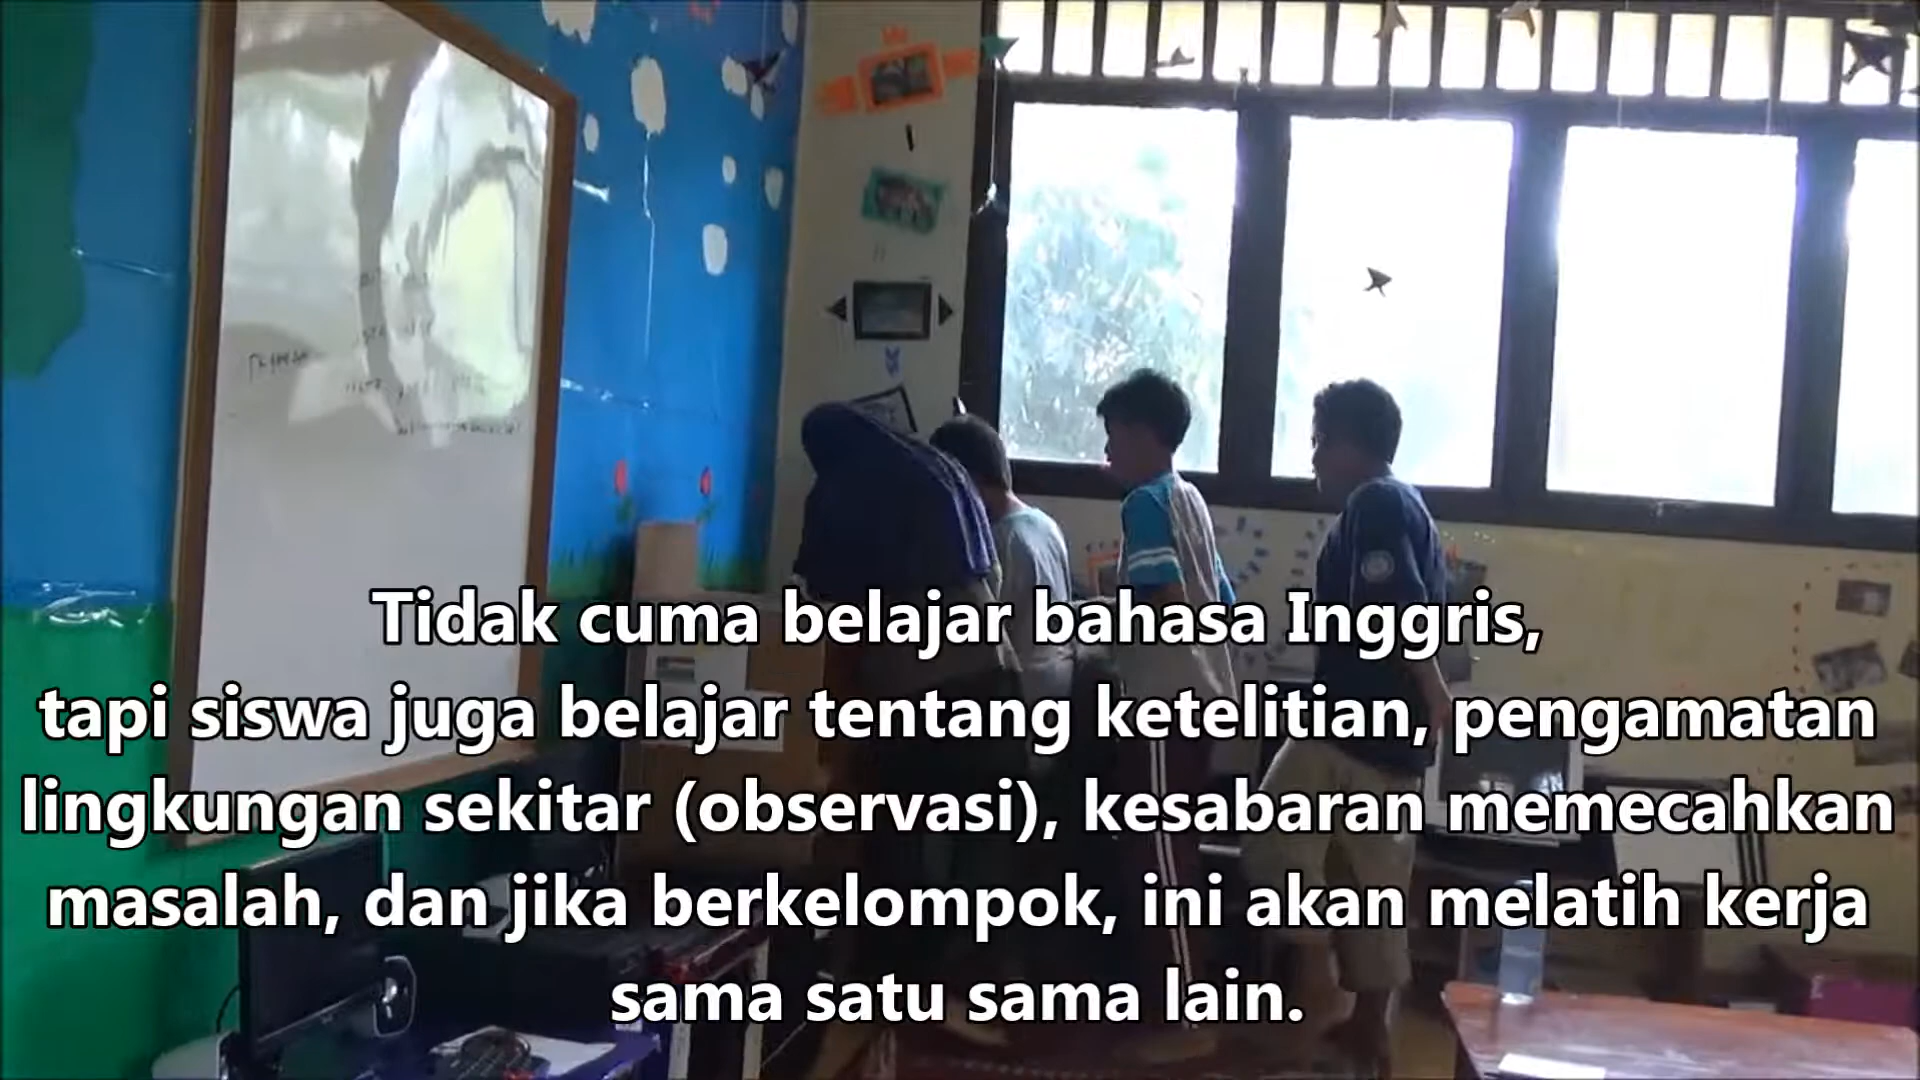 Tidak cuma belajar bahasa Inggris,
tapi siswa juga belajar tentang ketelitian, pengamatan
lingkungan sekitar (observasi), kesabaran memecahkan
masalah, dan jika berkelompok, ini akan melatih kerja
sama satu sama lain.